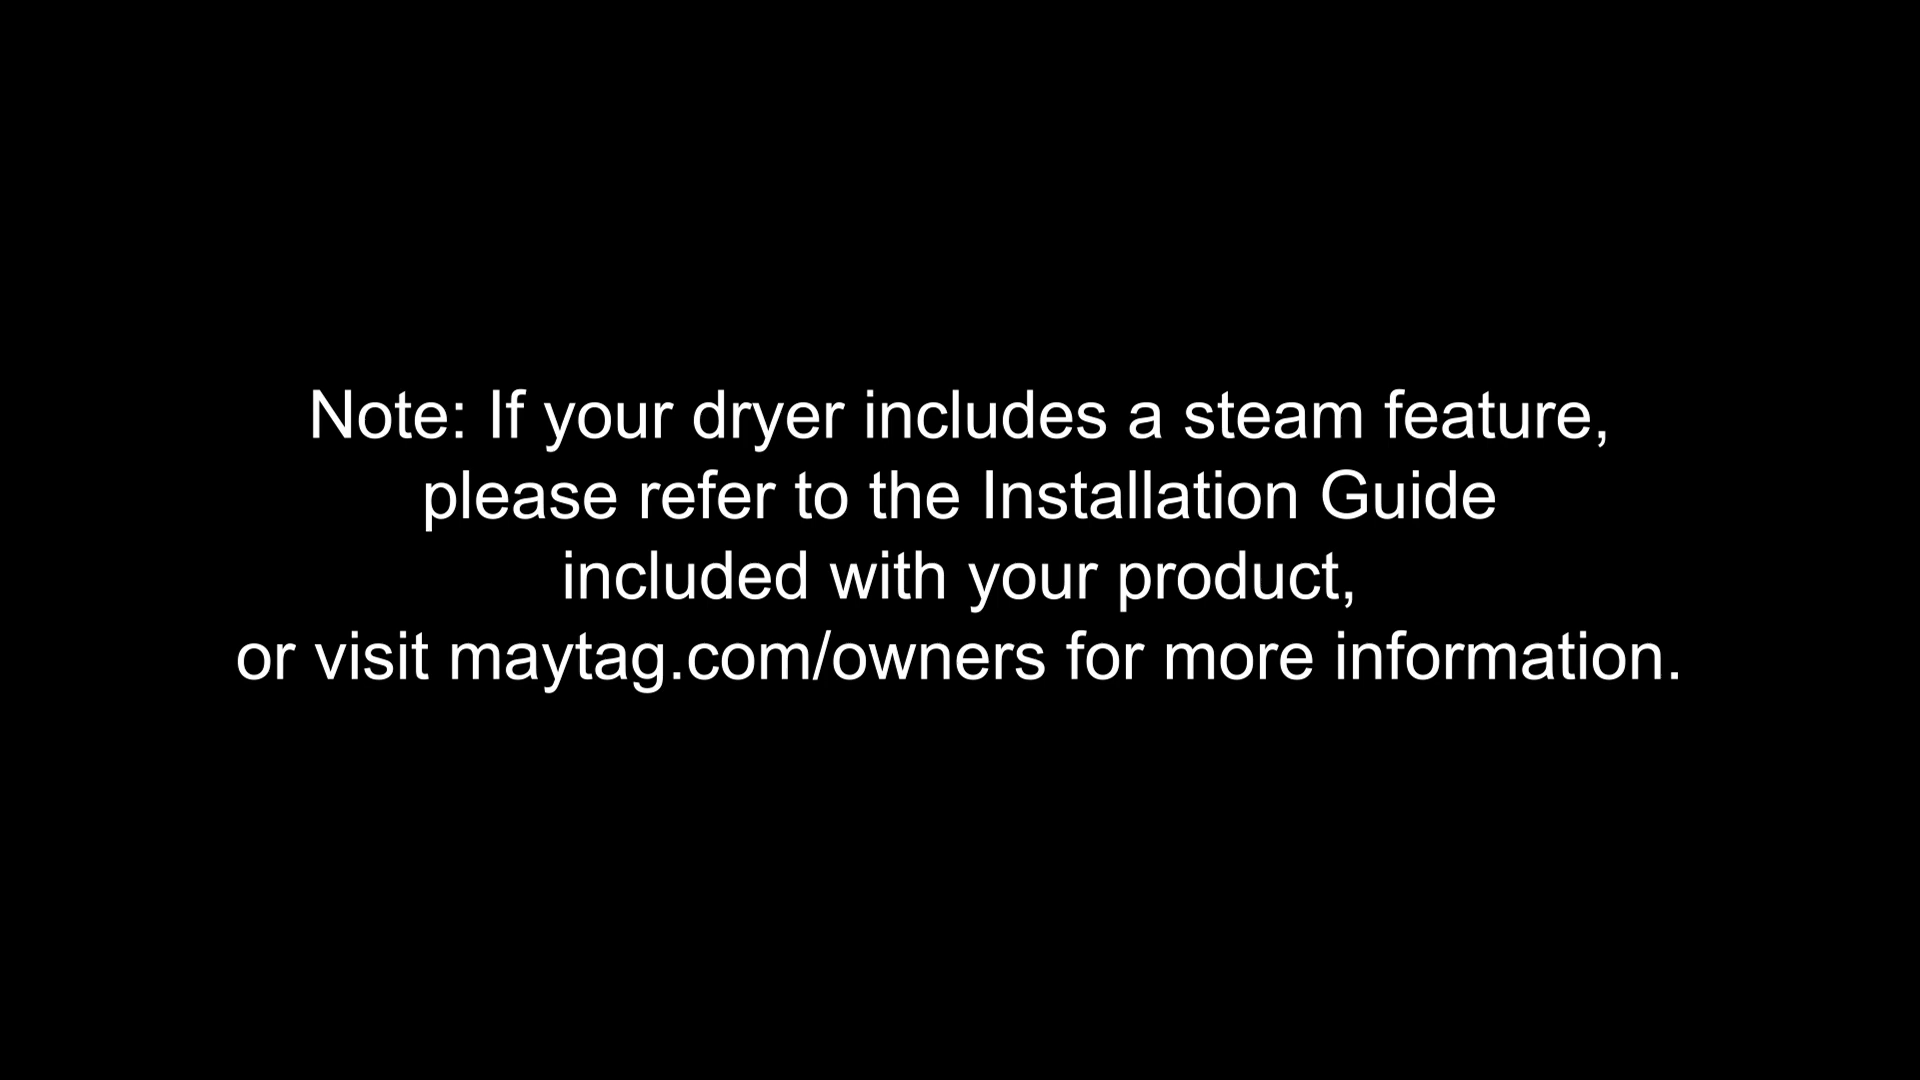 Note: If your dryer includes a steam feature,
please refer to the Installation Guide
included with your product,
or visit maytag.com/owners for more information.